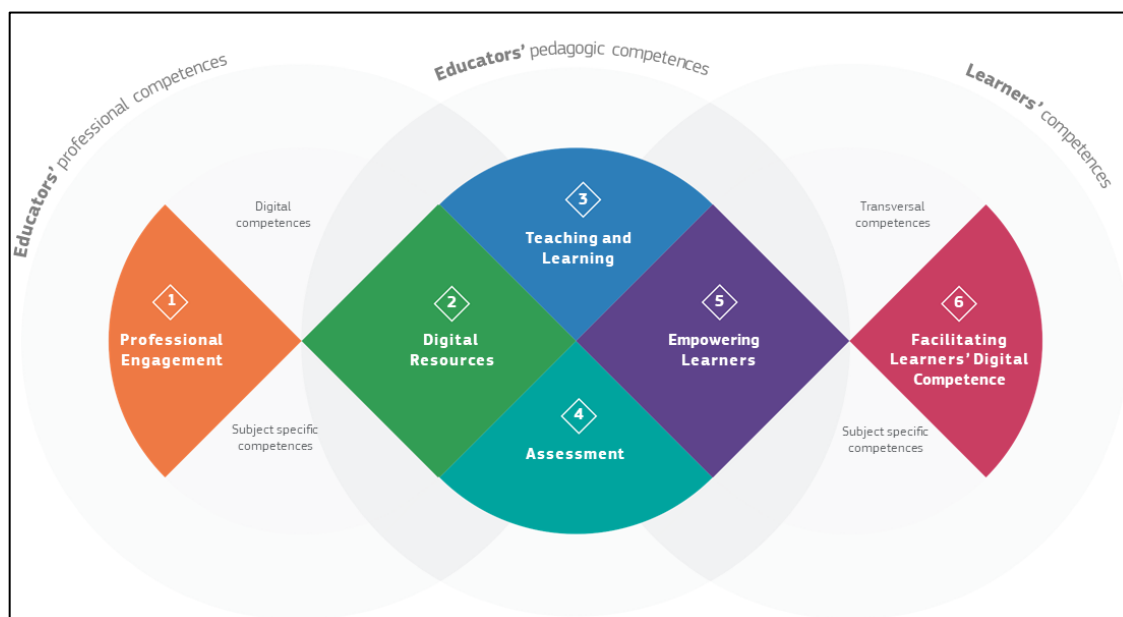 Educators' professional competences
Educators' pedagogic competences
Learners' competences
Digital
competences
Transversal
competences
1
Professional
Engagement
2
Digital
Resources
3
Teaching and
Learning
4
Assessment
5
Empowering
Learners
6
Facilitating
Learners' Digital
Competence
Subject specific
competences
Subject specific
competences